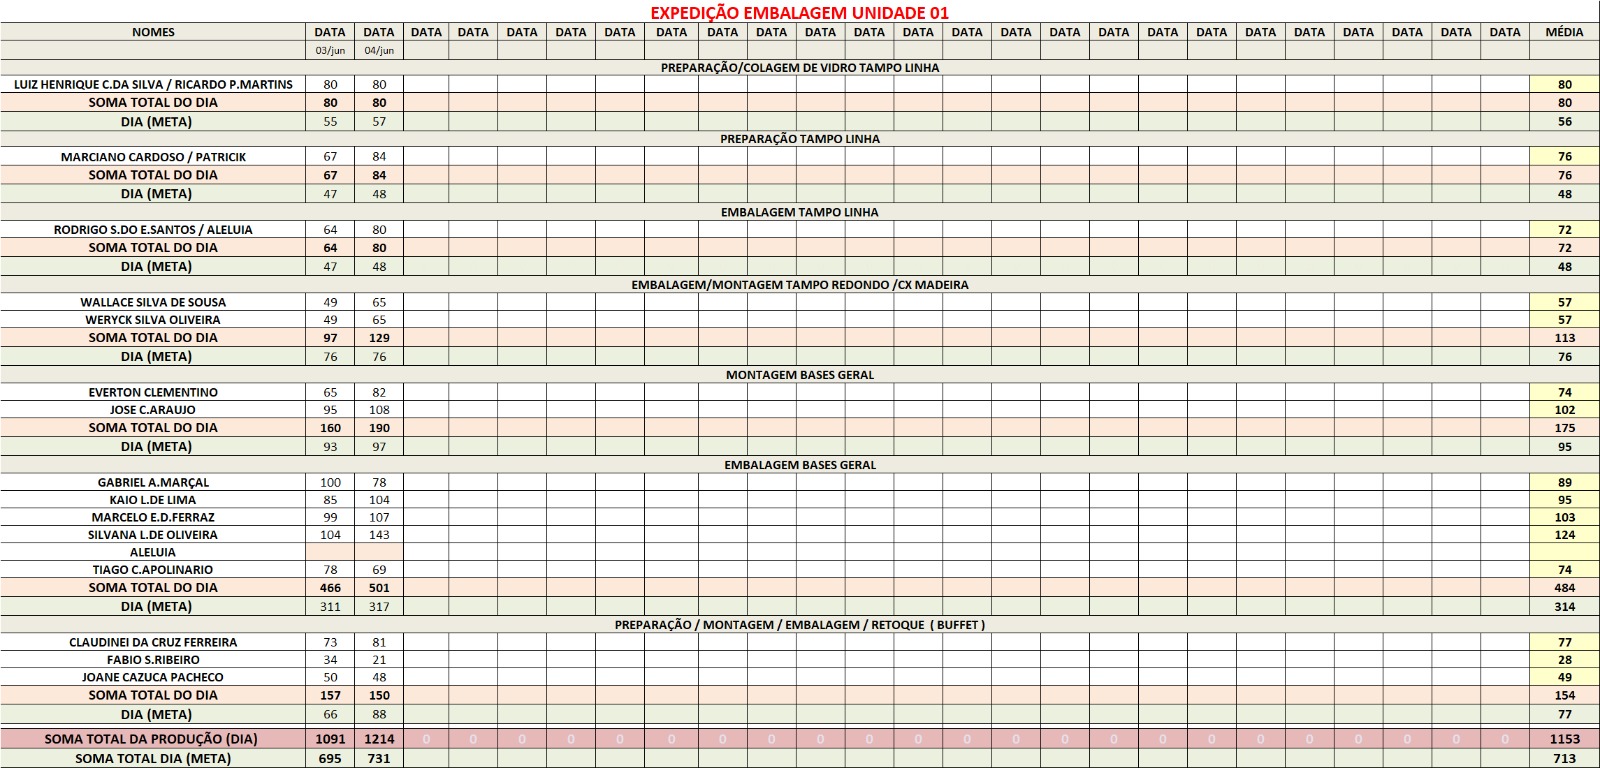 EXPEDIÇÃO EMBALAGEM UNIDADE 01
NOMES DATA DATA DATA DATA DATA DATA DATA DATA DATA DATA DATA DATA DATA DATA DATA DATA DATA DATA DATA DATA DATA DATA DATA DATA DATA MÉDIA
03/jun 04/jun
PREPARAÇÃO/COLAGEM DE VIDRO TAMPO LINHA
LUIZ HENRIQUE C.DA SILVA / RICARDO P.MARTINS 80 80 80
SOMA TOTAL DO DIA 80 80 80
DIA (META) 55 57 56
PREPARAÇÃO TAMPO LINHA
MARCIANO CARDOSO / PATRICIK 67 84 76
SOMA TOTAL DO DIA 67 84 76
DIA (META) 47 48 48
EMBALAGEM TAMPO LINHA
RODRIGO S.DO E.SANTOS / ALELUIA 64 80 72
SOMA TOTAL DO DIA 64 80 72
DIA (META) 47 48 48
EMBALAGEM/MONTAGEM TAMPO REDONDO /CX MADEIRA
WALLACE SILVA DE SOUSA 49 65 57
WERYCK SILVA OLIVEIRA 49 65 57
SOMA TOTAL DO DIA 97 129 113
DIA (META) 76 76 76
MONTAGEM BASES GERAL
EVERTON CLEMENTINO 65 82 74
JOSE C.ARAUJO 95 108 102
SOMA TOTAL DO DIA 160 190 175
DIA (META) 93 97 95
EMBALAGEM BASES GERAL
GABRIEL A.MARÇAL 100 78 89
KAIO L.DE LIMA 85 104 95
MARCELO E.D.FERRAZ 99 107 103
SILVANA L.DE OLIVEIRA 104 143 124
ALELUIA
TIAGO C.APOLINARIO 78 69 74
SOMA TOTAL DO DIA 466 501 484
DIA (META) 311 317 314
PREPARAÇÃO / MONTAGEM / EMBALAGEM / RETOQUE ( BUFFET )
CLAUDINEI DA CRUZ FERREIRA 73 81 77
FABIO S.RIBEIRO 34 21 28
JOANE CAZUCA PACHECO 50 48 49
SOMA TOTAL DO DIA 157 150 154
DIA (META) 66 88 77
SOMA TOTAL DA PRODUÇÃO (DIA) 1091 1214 0 0 0 0 0 0 0 0 0 0 0 0 0 0 0 0 0 0 0 0 0 0 0 1153
SOMA TOTAL DIA (META) 695 731 713